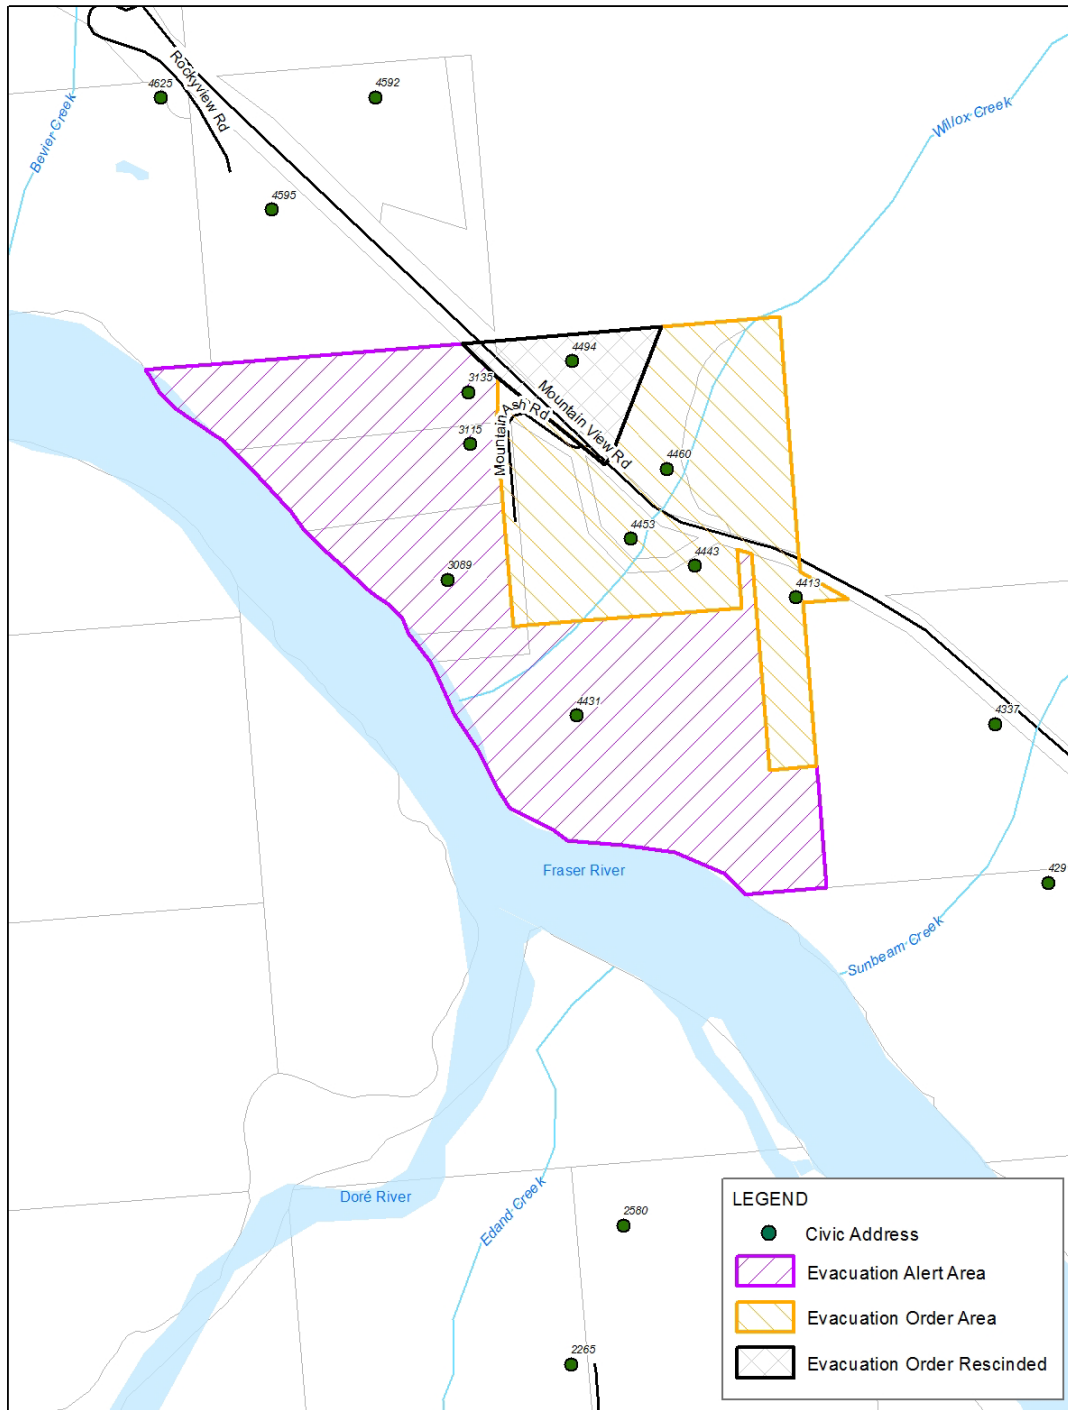 Rockyview Rd
4625
4592
Bevier Creek
Willox Creek
4595
4494
3135
Mountain View Rd
Mountain Ash Rd
3115
4460
4453
4443
3089
4413
4431
4337
Fraser River
429
Sunbeam Creek
Doré River
Edand Creek
2580
2265
LEGEND
Civic Address
Evacuation Alert Area
Evacuation Order Area
Evacuation Order Rescinded